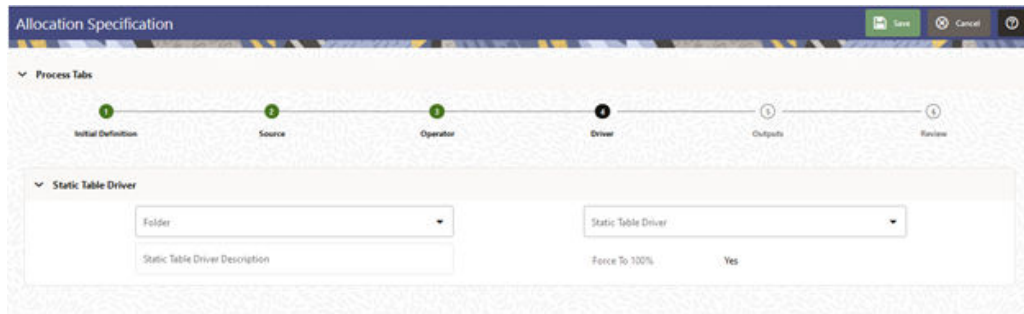 Allocation Specification
Save
Cancel
?
Process Tabs
1
2
3
4
5
6
Initial Definition
Source
Operator
Driver
Outputs
Review
Static Table Driver
Folder
Static Table Driver
Static Table Driver Description
Force To 100%
Yes